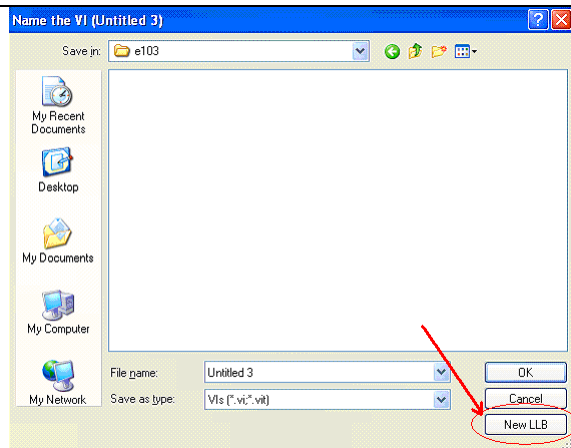 Name the VI (Untitled 3)
Save in: e103
My Recent
Documents
Desktop
My Documents
My Computer
My Network
File name: Untitled 3 OK
Save as type: VIs (*.vi;*.vit) Cancel
New LLB